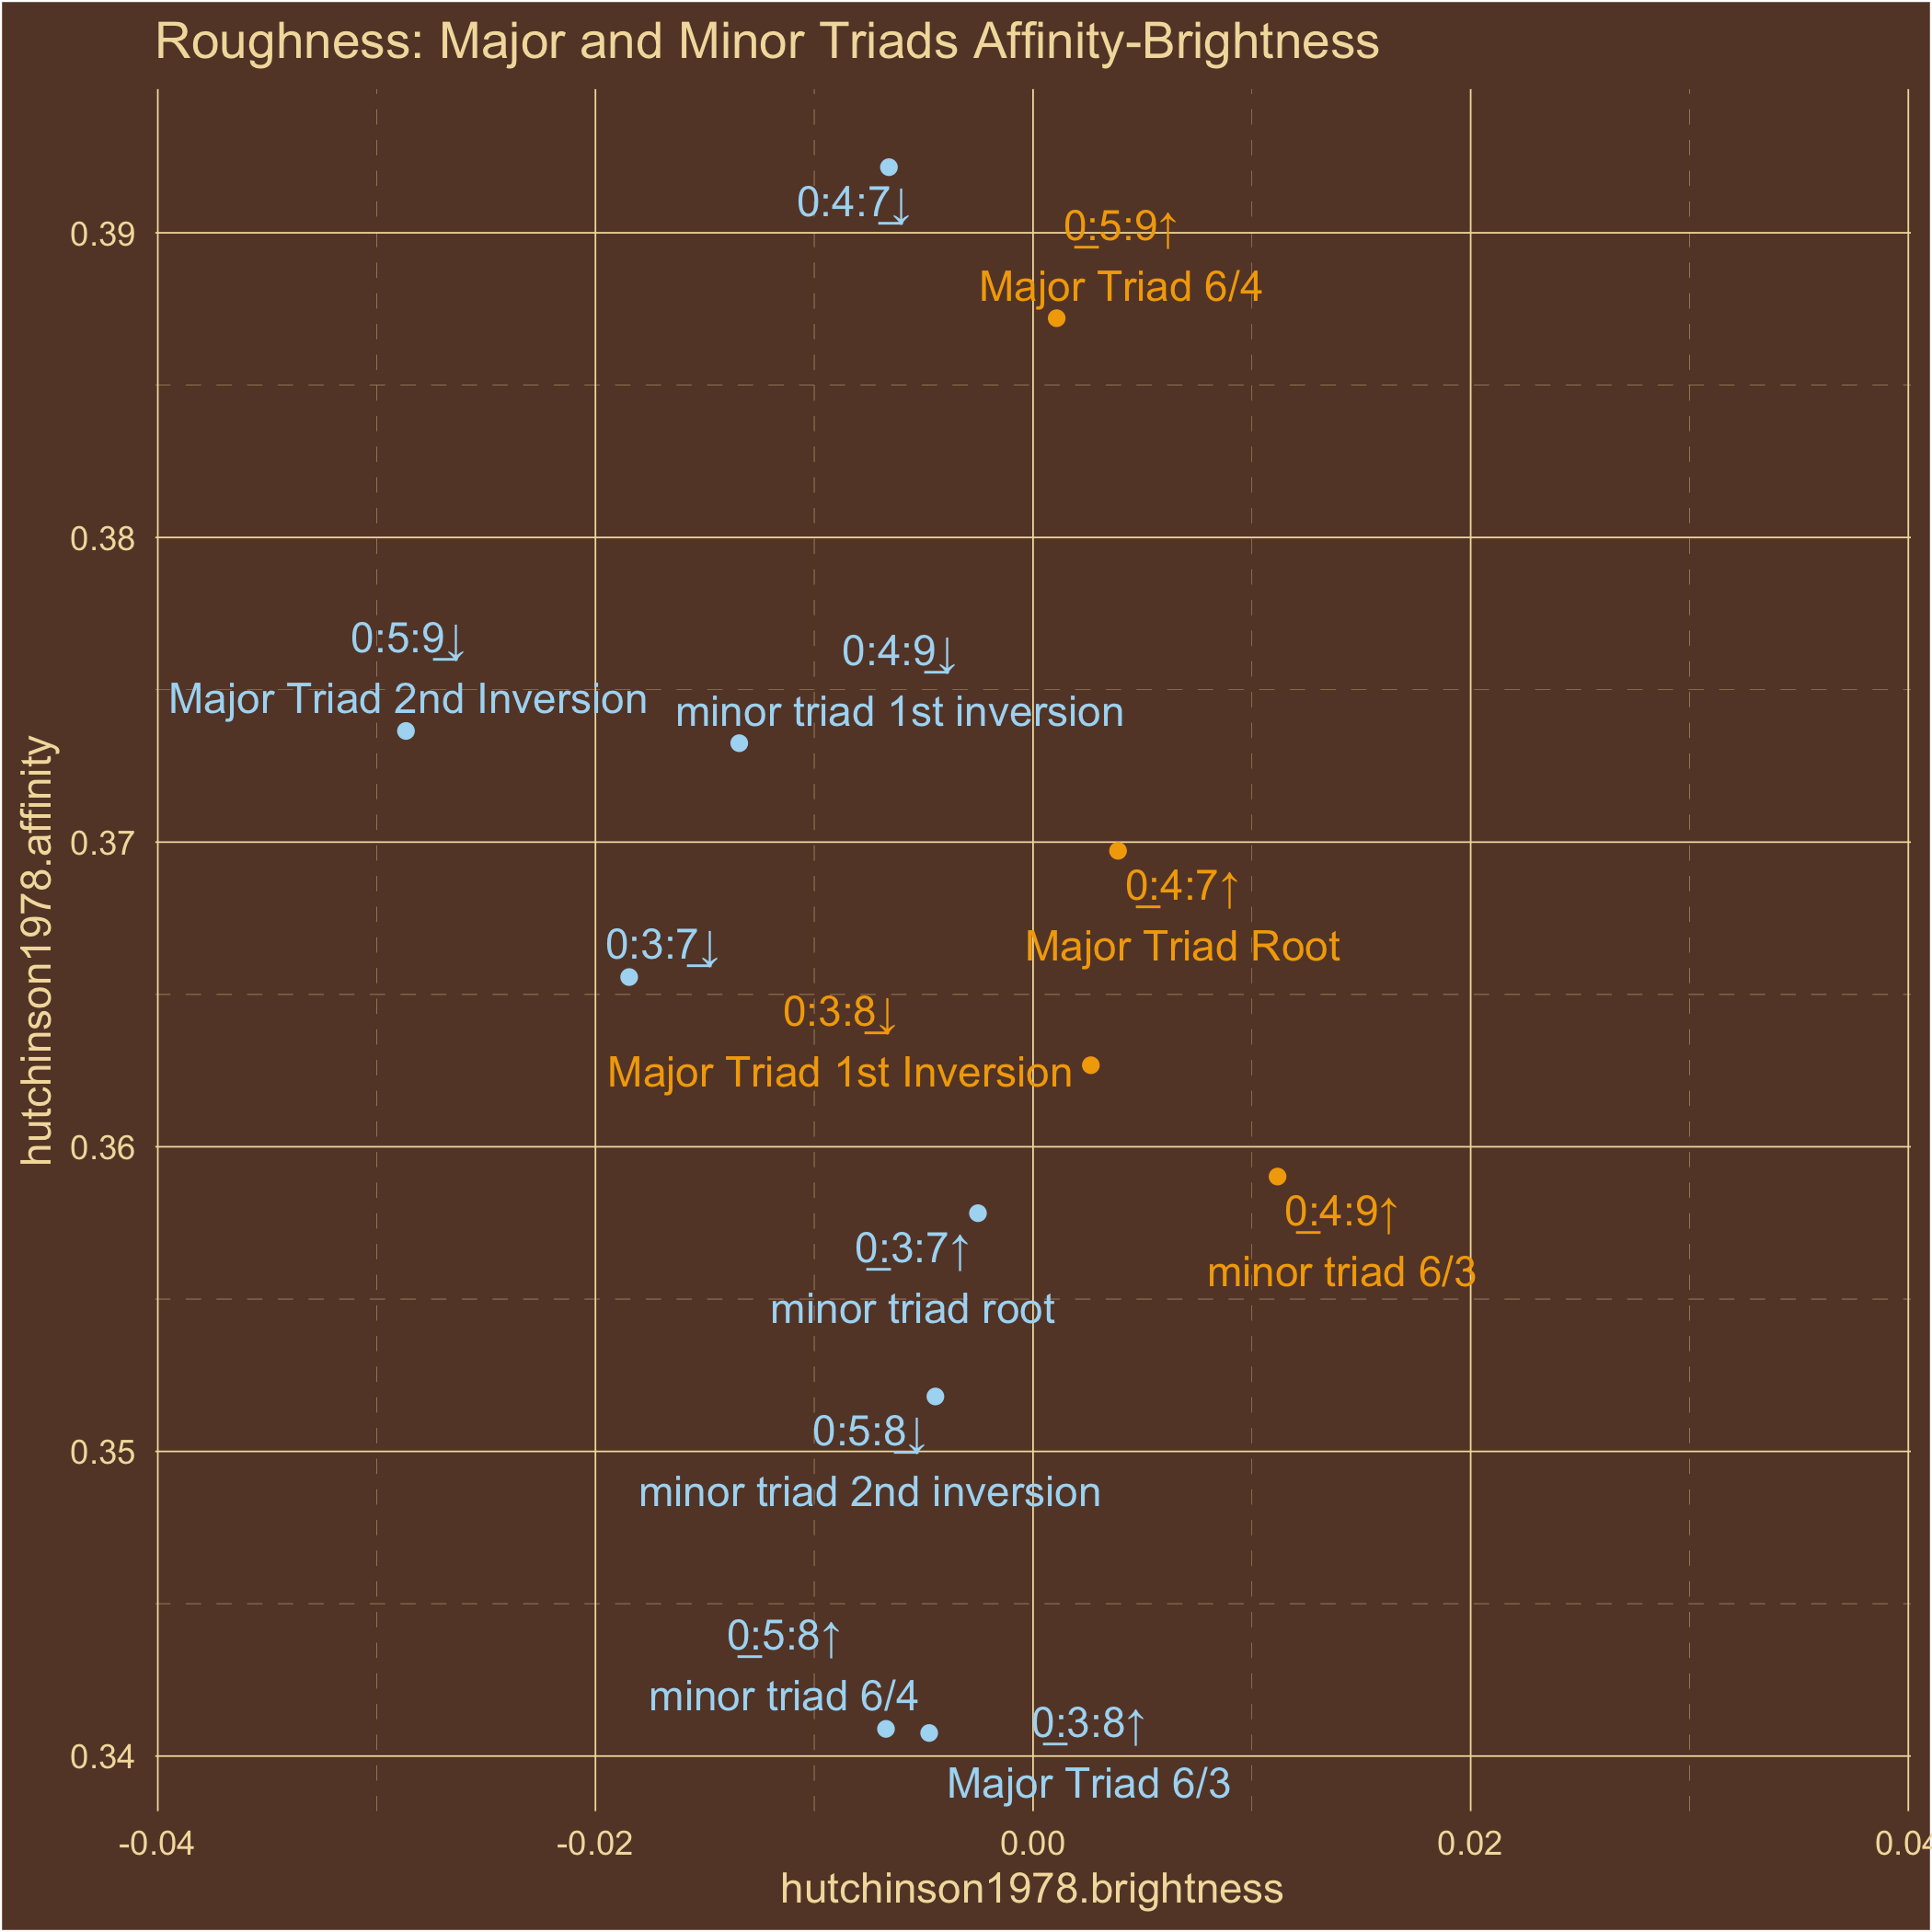 Roughness: Major and Minor Triads Affinity-Brightness
hutchinson1978.affinity
0.39
0.38
0.37
0.36
0.35
0.34
0:4:7↓
0:5:9↑
Major Triad 6/4
0:5:9↓
Major Triad 2nd Inversion
0:4:9↓
minor triad 1st inversion
0:4:7↑
Major Triad Root
0:3:7↓
0:3:8↓
Major Triad 1st Inversion
0:4:9↑
minor triad 6/3
0:3:7↑
minor triad root
0:5:8↓
minor triad 2nd inversion
0:5:8↑
minor triad 6/4
0:3:8↑
Major Triad 6/3
-0.04 -0.02 0.00 0.02 0.04
hutchinson1978.brightness